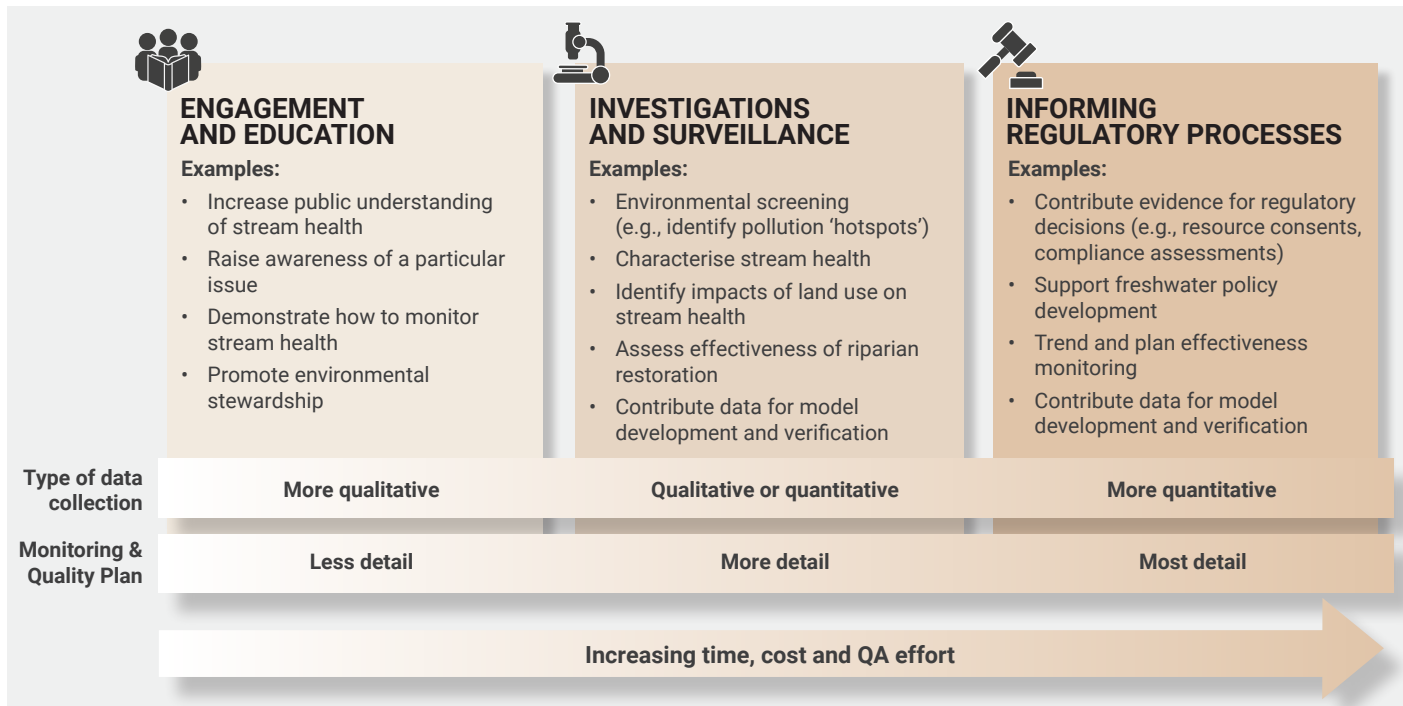 ENGAGEMENT
AND EDUCATION
Examples:
• Increase public understanding
of stream health
• Raise awareness of a particular
issue
• Demonstrate how to monitor
stream health
• Promote environmental
stewardship
INVESTIGATIONS
AND SURVEILLANCE
Examples:
• Environmental screening
(e.g., identify pollution ‘hotspots’)
• Characterise stream health
• Identify impacts of land use on
stream health
• Assess effectiveness of riparian
restoration
• Contribute data for model
development and verification
INFORMING
REGULATORY PROCESSES
Examples:
• Contribute evidence for regulatory
decisions (e.g., resource consents,
compliance assessments)
• Support freshwater policy
development
• Trend and plan effectiveness
monitoring
• Contribute data for model
development and verification
Type of data
collection
More qualitative
Qualitative or quantitative
More quantitative
Monitoring &
Quality Plan
Less detail
More detail
Most detail
Increasing time, cost and QA effort